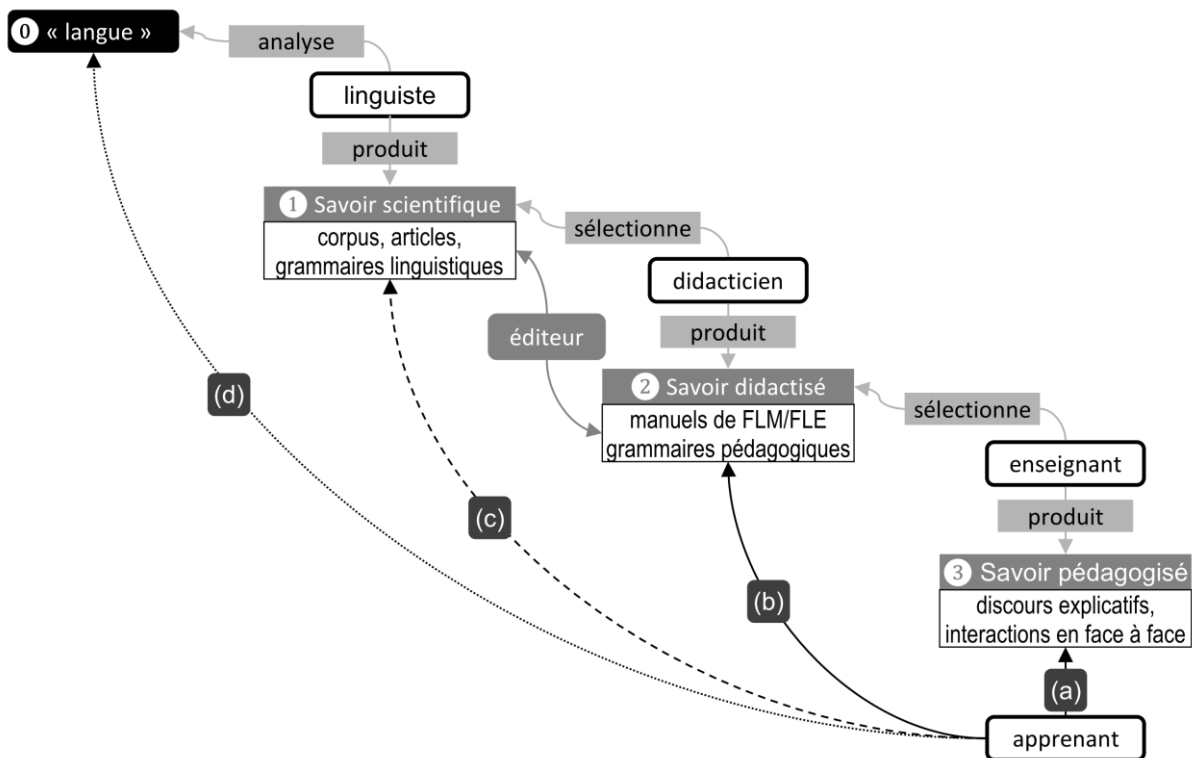 0 « langue »
analyse
linguiste
produit
1 Savoir scientifique
corpus, articles,
grammaires linguistiques
sélectionne
didacticien
produit
éditeur
2 Savoir didactisé
manuels de FLM/FLE
grammaires pédagogiques
sélectionne
enseignant
produit
3 Savoir pédagogisé
discours explicatifs,
interactions en face à face
(d)
(c)
(b)
(a)
apprenant